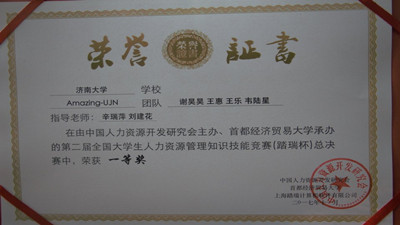 荣誉證書
济南大学 学校
Amazing-UJN 团队 谢昊昊 王惠 王乐 韦陆星
指导老师： 辛瑞萍 刘建花
在由中国人力资源开发研究会主办、首都经济贸易大学承办
的第二届全国大学生人力资源管理知识技能竞赛(踏瑞杯)总决
赛中，荣获 一等奖